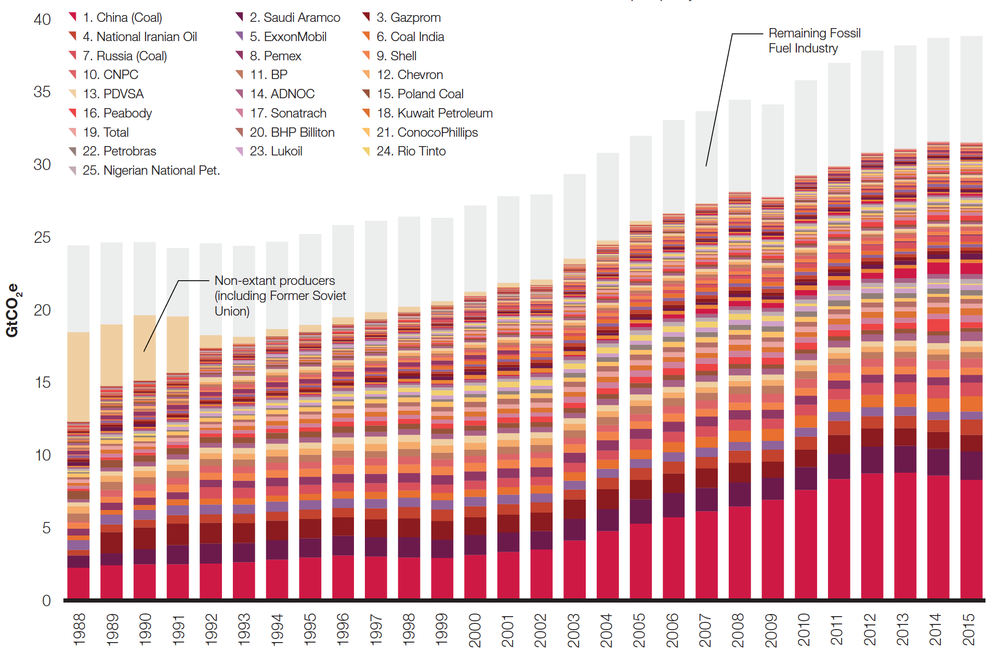 40
1. China (Coal)
2. Saudi Aramco
3. Gazprom
4. National Iranian Oil
5. ExxonMobil
6. Coal India
7. Russia (Coal)
8. Pemex
9. Shell
10. CNPC
11. BP
12. Chevron
13. PDVSA
14. ADNOC
15. Poland Coal
16. Peabody
17. Sonatrach
18. Kuwait Petroleum
19. Total
20. BHP Billiton
21. ConocoPhillips
22. Petrobras
23. Lukoil
24. Rio Tinto
25. Nigerian National Pet.
Remaining Fossil
Fuel Industry
35
30
25
Non-extant producers
(including Former Soviet
Union)
20
15
10
5
0
GtCO₂e
1988
1989
1990
1991
1992
1993
1994
1995
1996
1997
1998
1999
2000
2001
2002
2003
2004
2005
2006
2007
2008
2009
2010
2011
2012
2013
2014
2015